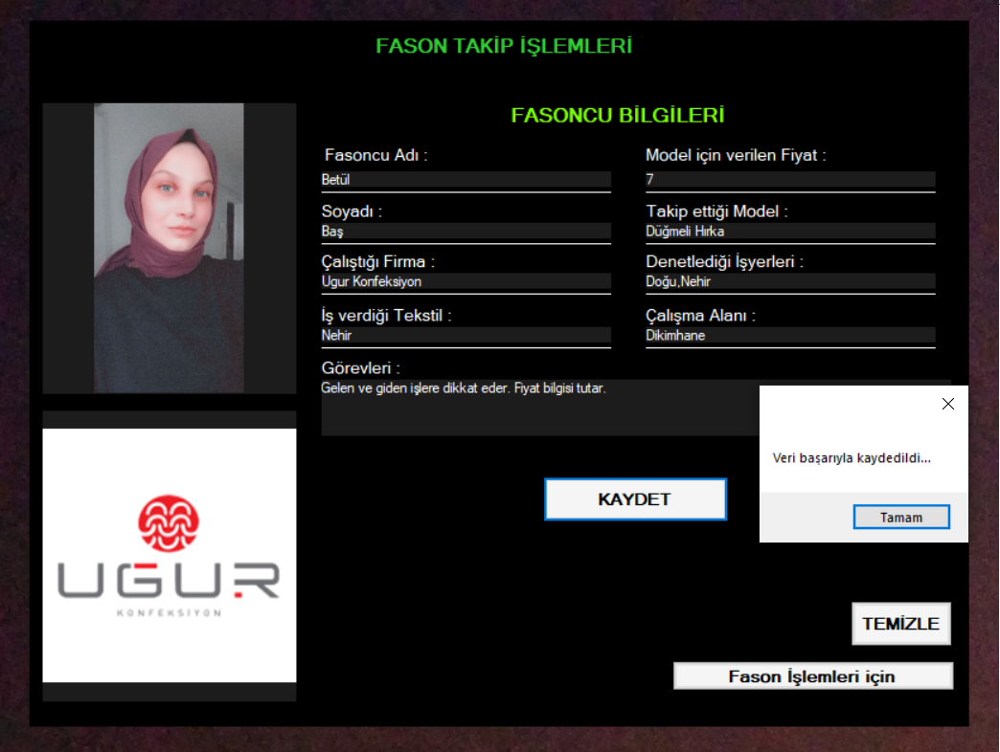 FASON TAKİP İŞLEMLERİ
FASONCU BİLGİLERİ
Fasoncu Adı :
Betül
Model için verilen Fiyat :
7
Soyadı :
Baş
Takip ettiği Model :
Düğmeli Hırka
Çalıştığı Firma :
Ugur Konfeksiyon
Denetlediği İşyerleri :
Doğu,Nehir
İş verdiği Tekstil :
Nehir
Çalışma Alanı :
Dikimhane
Görevleri :
Gelen ve giden işlere dikkat eder. Fiyat bilgisi tutar.
Veri başarıyla kaydedildi...
Tamam
KAYDET
UGUR
KONFEKSİYON
TEMİZLE
Fason İşlemleri için